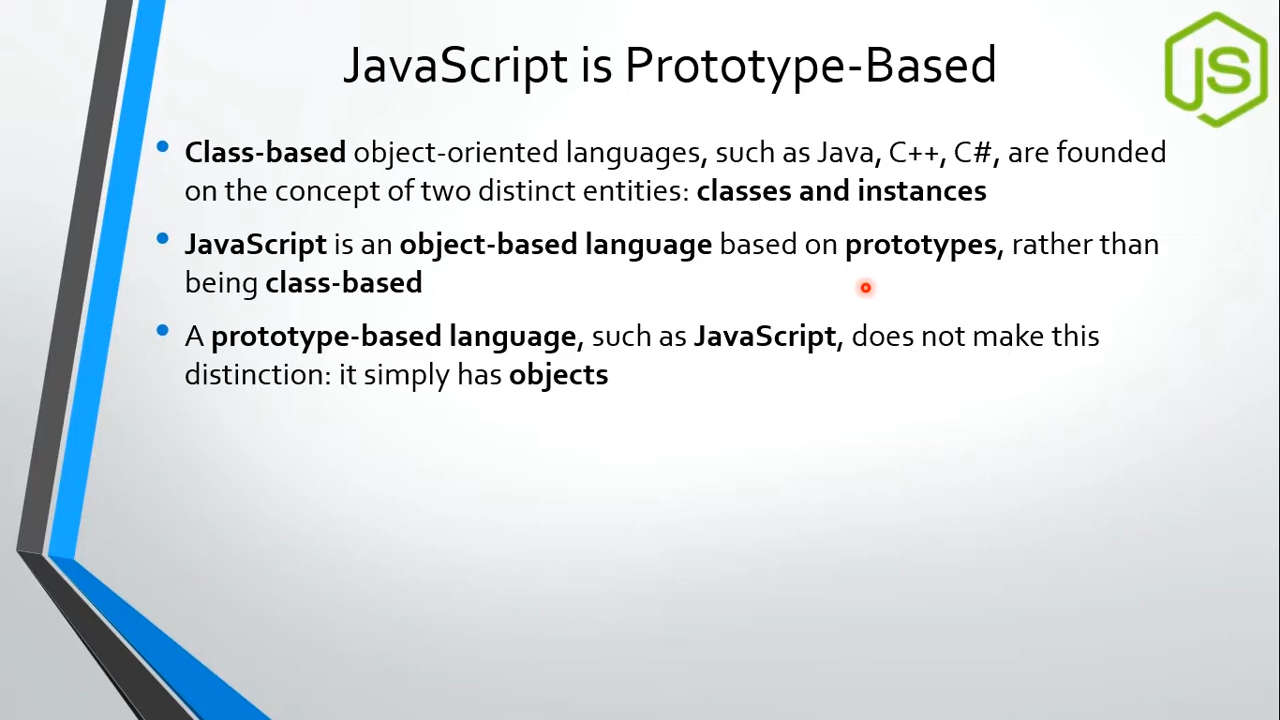 JavaScript is Prototype-Based
JS
• Class-based object-oriented languages, such as Java, C++, C#, are founded
on the concept of two distinct entities: classes and instances
• JavaScript is an object-based language based on prototypes, rather than
being class-based
• A prototype-based language, such as JavaScript, does not make this
distinction: it simply has objects